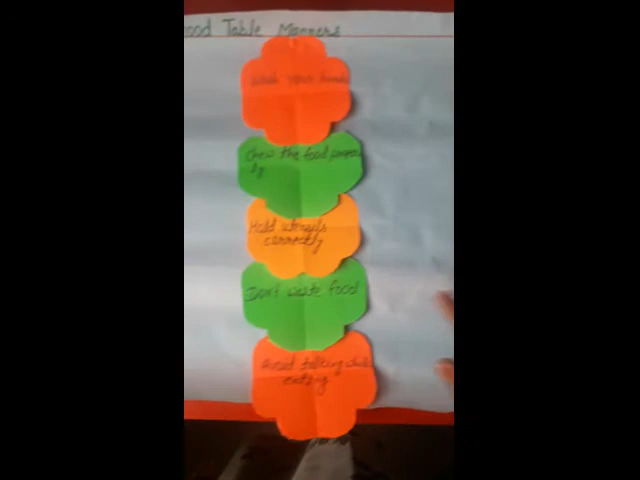 ood Table Manners
Wash your hands
Chew the food proper
ly
Hold utensils
correctly
Don't waste food
Avoid talking while
eating